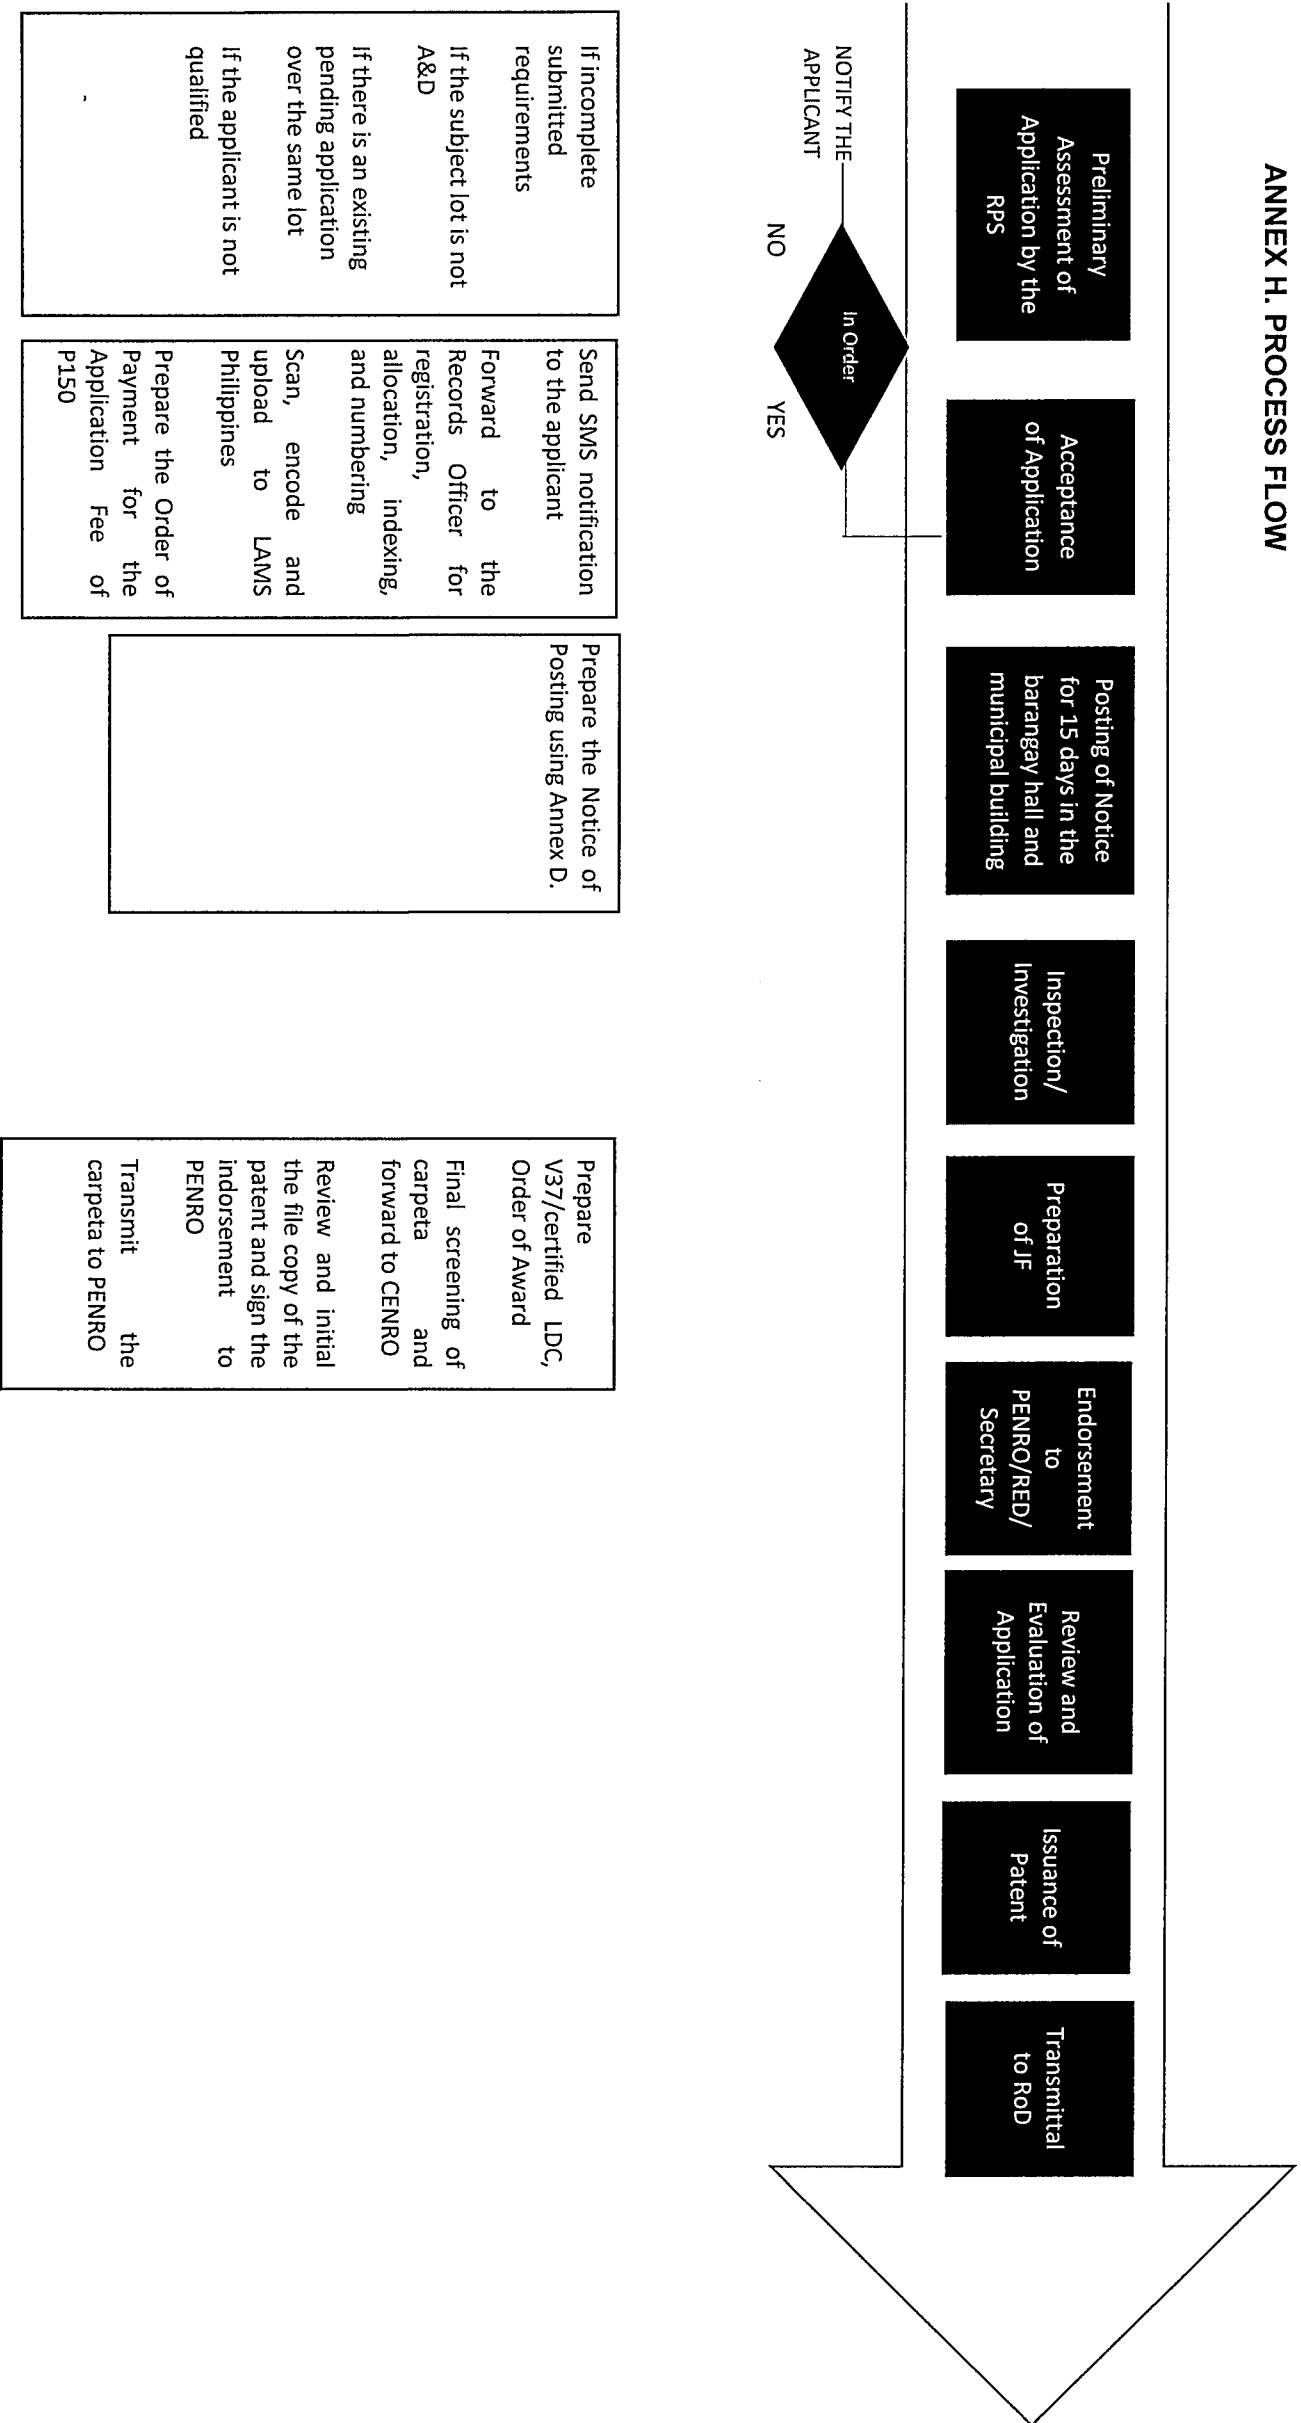 ANNEX H. PROCESS FLOW
Preliminary
Assessment of
Application by the
RPS
Acceptance
of Application
Posting of Notice
for 15 days in the
barangay hall and
municipal building
Inspection/
Investigation
Preparation
of JF
Endorsement
to
PENRO/RED/
Secretary
Review and
Evaluation of
Application
Issuance of
Patent
Transmittal
to RoD
NOTIFY THE
APPLICANT
In Order
NO
YES
If incomplete
submitted
requirements
If the subject lot is not
A&D
If there is an existing
pending application
over the same lot
If the applicant is not
qualified
Send SMS notification
to the applicant
Forward to the
Records Officer for
registration,
allocation, indexing,
and numbering
Scan, encode and
upload to LAMS
Philippines
Prepare the Order of
Payment for the
Application Fee of
P150
Prepare the Notice of
Posting using Annex D.
Prepare
V37/certified LDC,
Order of Award
Final screening of
carpeta and
forward to CENRO
Review and initial
the file copy of the
patent and sign the
indorsement to
PENRO
Transmit the
carpeta to PENRO